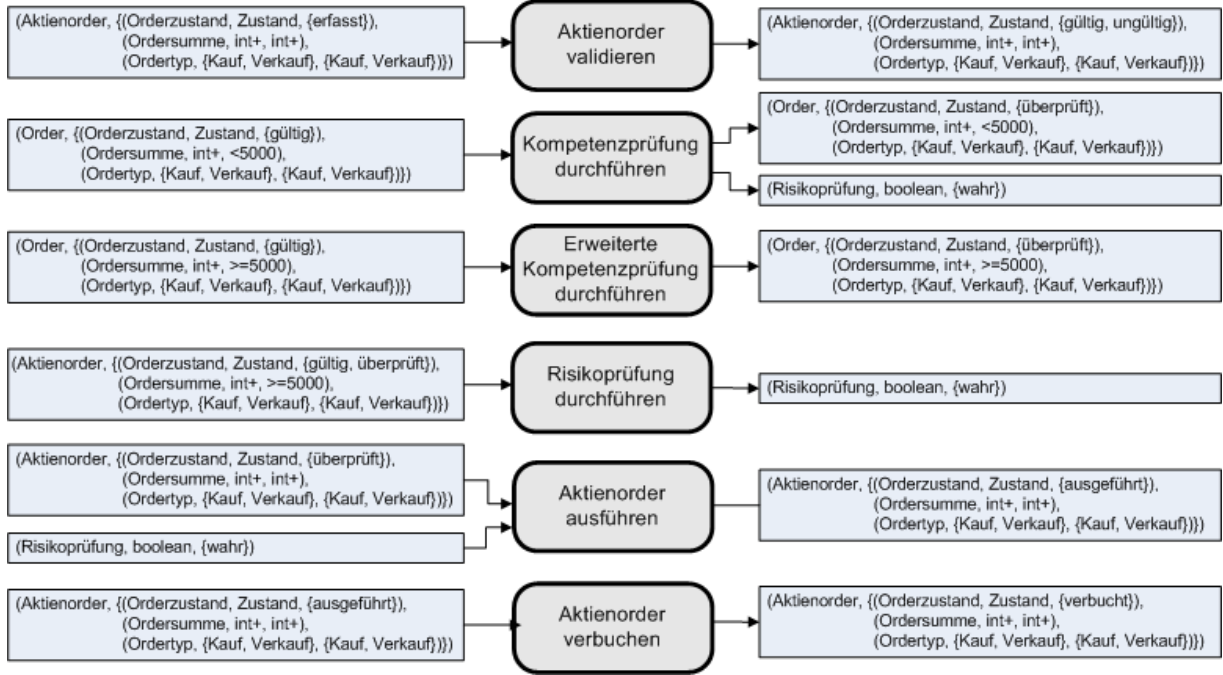 (Aktienorder, {(Orderzustand, Zustand, {erfasst}),
(Ordersumme, int+, int+),
(Ordertyp, {Kauf, Verkauf}, {Kauf, Verkauf})})
Aktienorder
validieren
(Aktienorder, {(Orderzustand, Zustand, {gültig, ungültig}),
(Ordersumme, int+, int+),
(Ordertyp, {Kauf, Verkauf}, {Kauf, Verkauf})})
(Order, {(Orderzustand, Zustand, {gültig}),
(Ordersumme, int+, <5000),
(Ordertyp, {Kauf, Verkauf}, {Kauf, Verkauf})})
Kompetenzprüfung
durchführen
(Order, {(Orderzustand, Zustand, {überprüft}),
(Ordersumme, int+, <5000),
(Ordertyp, {Kauf, Verkauf}, {Kauf, Verkauf})})
(Risikoprüfung, boolean, {wahr})
(Order, {(Orderzustand, Zustand, {gültig}),
(Ordersumme, int+, >=5000),
(Ordertyp, {Kauf, Verkauf}, {Kauf, Verkauf})})
Erweiterte
Kompetenzprüfung
durchführen
(Order, {(Orderzustand, Zustand, {überprüft}),
(Ordersumme, int+, >=5000),
(Ordertyp, {Kauf, Verkauf}, {Kauf, Verkauf})})
(Aktienorder, {(Orderzustand, Zustand, {gültig, überprüft}),
(Ordersumme, int+, >=5000),
(Ordertyp, {Kauf, Verkauf}, {Kauf, Verkauf})})
Risikoprüfung
durchführen
(Risikoprüfung, boolean, {wahr})
(Aktienorder, {(Orderzustand, Zustand, {überprüft}),
(Ordersumme, int+, int+),
(Ordertyp, {Kauf, Verkauf}, {Kauf, Verkauf})})
(Risikoprüfung, boolean, {wahr})
Aktienorder
ausführen
(Aktienorder, {(Orderzustand, Zustand, {ausgeführt}),
(Ordersumme, int+, int+),
(Ordertyp, {Kauf, Verkauf}, {Kauf, Verkauf})})
(Aktienorder, {(Orderzustand, Zustand, {ausgeführt}),
(Ordersumme, int+, int+),
(Ordertyp, {Kauf, Verkauf}, {Kauf, Verkauf})})
Aktienorder
verbuchen
(Aktienorder, {(Orderzustand, Zustand, {verbucht}),
(Ordersumme, int+, int+),
(Ordertyp, {Kauf, Verkauf}, {Kauf, Verkauf})})